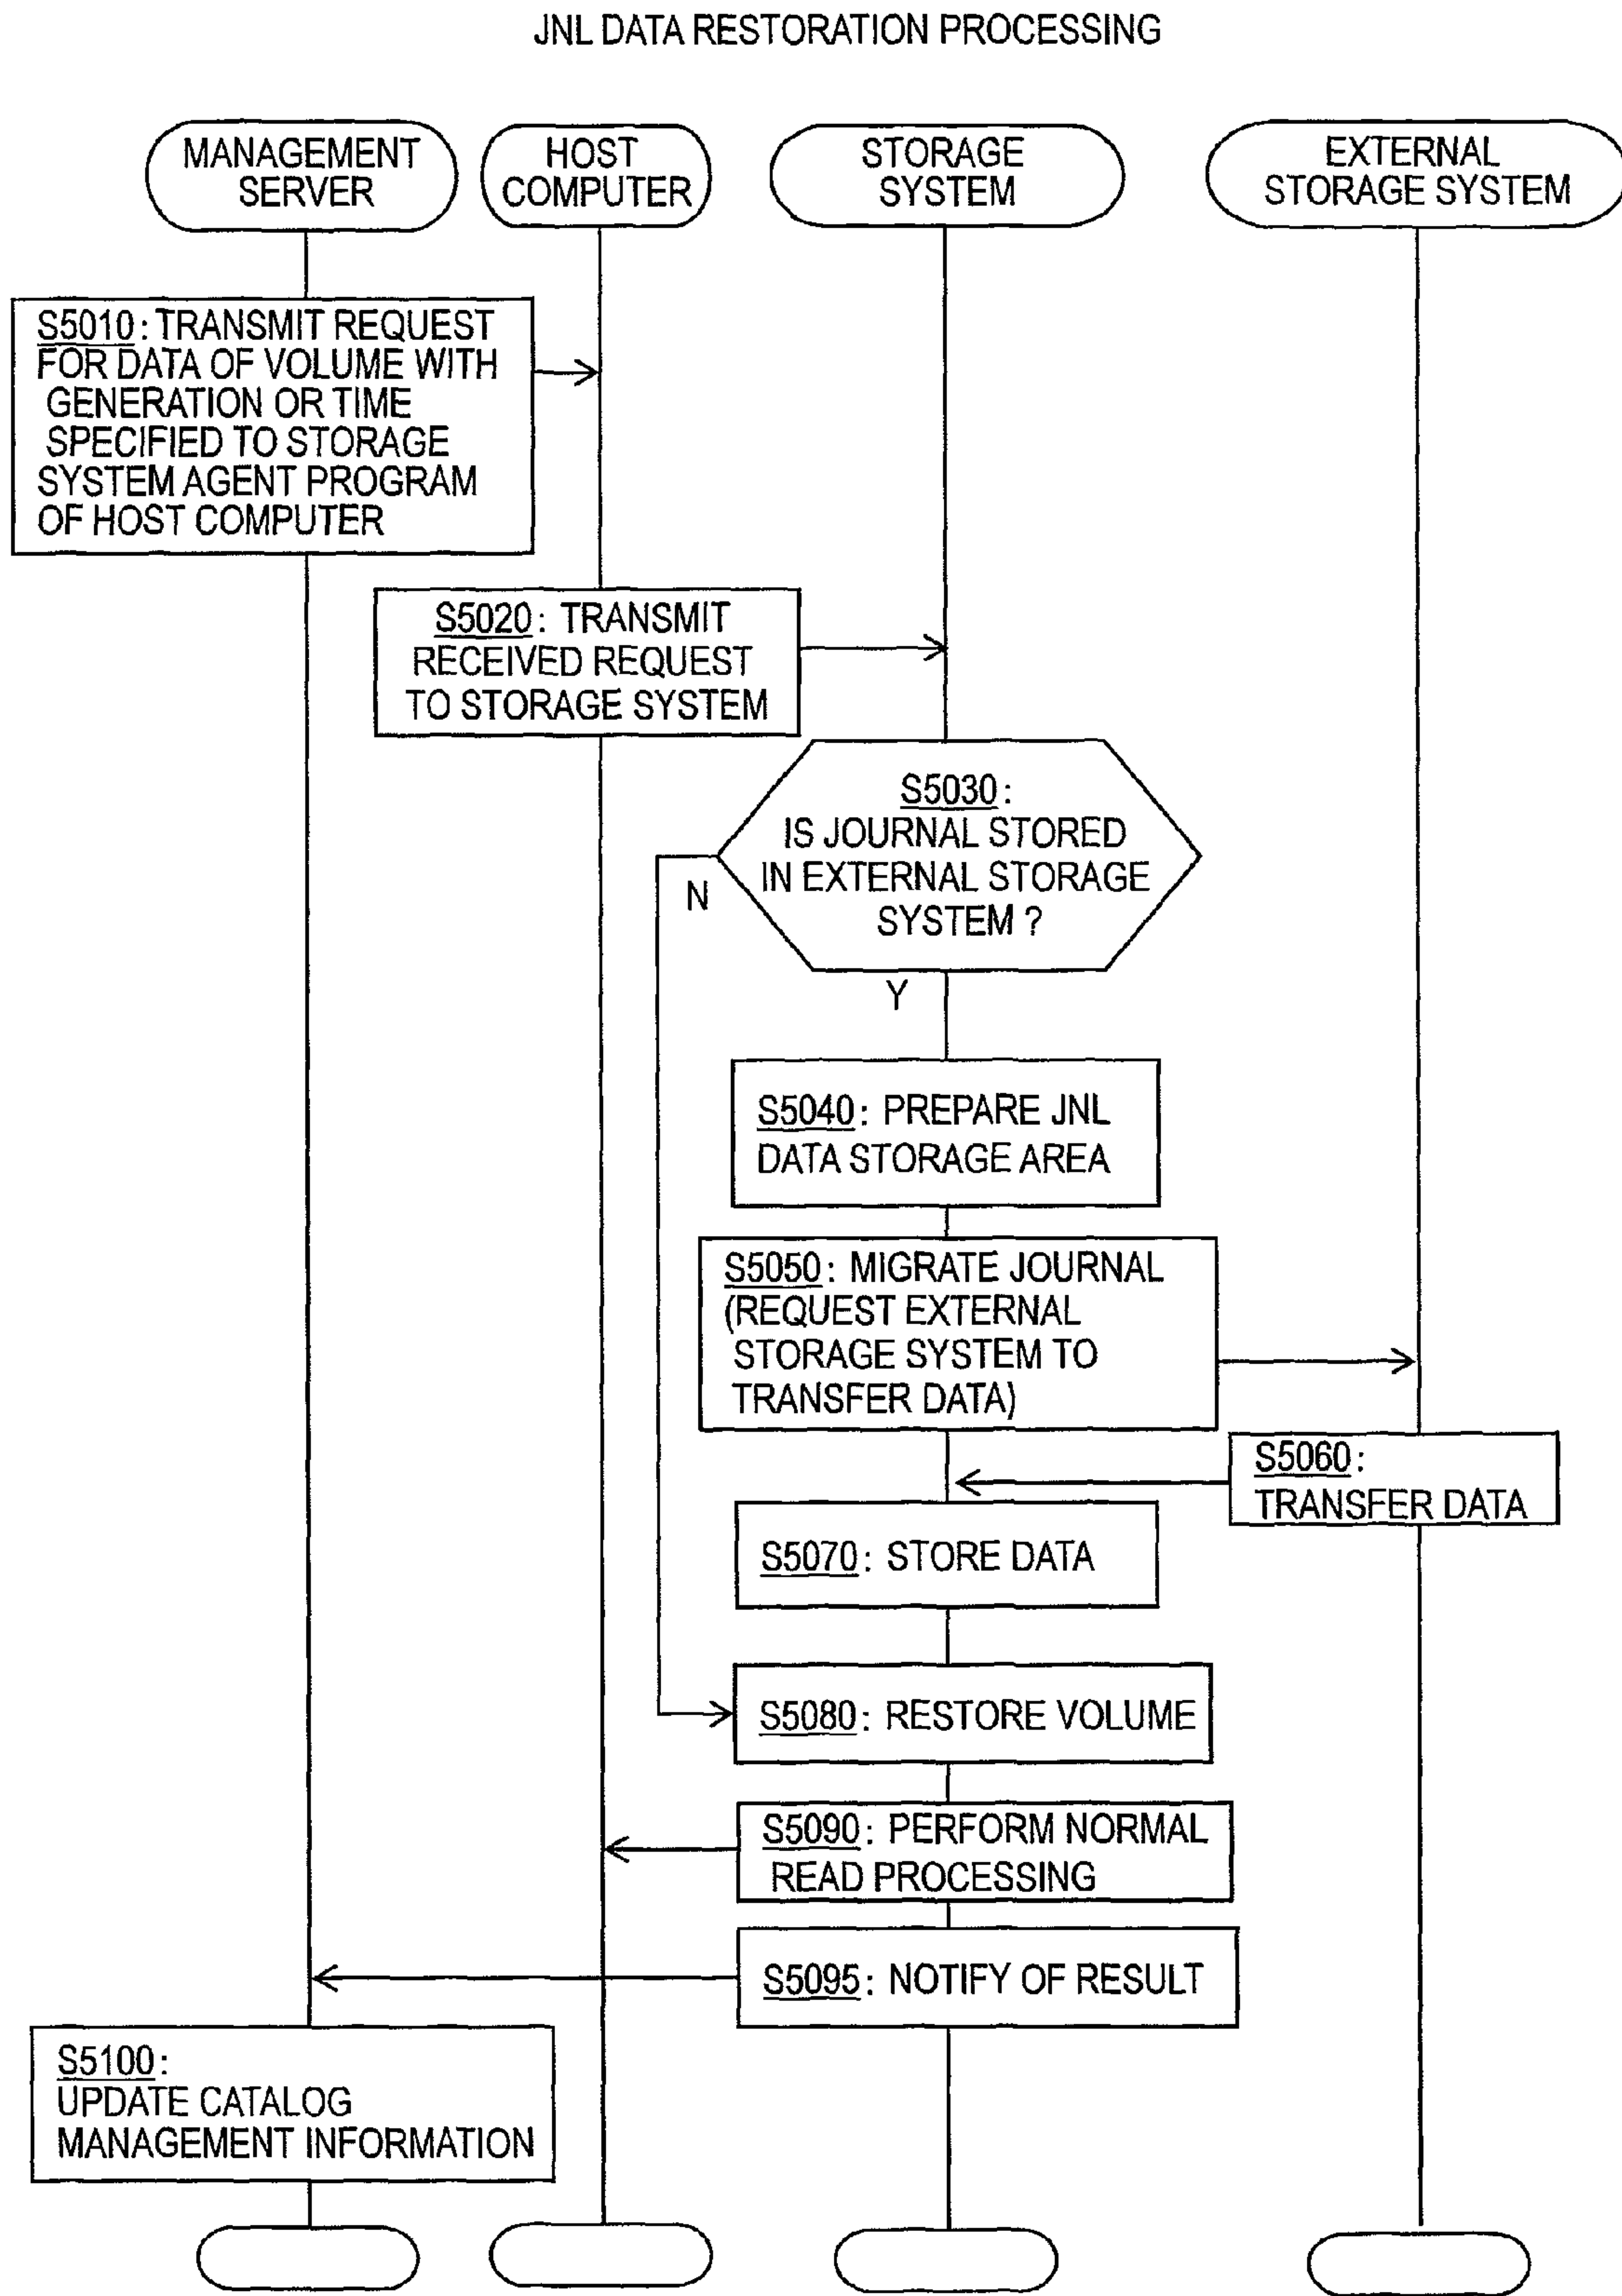 JNL DATA RESTORATION PROCESSING
MANAGEMENT
SERVER
HOST
COMPUTER
STORAGE
SYSTEM
EXTERNAL
STORAGE SYSTEM
S5010: TRANSMIT REQUEST
FOR DATA OF VOLUME WITH
GENERATION OR TIME
SPECIFIED TO STORAGE
SYSTEM AGENT PROGRAM
OF HOST COMPUTER
S5020: TRANSMIT
RECEIVED REQUEST
TO STORAGE SYSTEM
S5030:
IS JOURNAL STORED
IN EXTERNAL STORAGE
SYSTEM ?
N
Y
S5040: PREPARE JNL
DATA STORAGE AREA
S5050: MIGRATE JOURNAL
(REQUEST EXTERNAL
STORAGE SYSTEM TO
TRANSFER DATA)
S5060:
TRANSFER DATA
S5070: STORE DATA
S5080: RESTORE VOLUME
S5090: PERFORM NORMAL
READ PROCESSING
S5095: NOTIFY OF RESULT
S5100:
UPDATE CATALOG
MANAGEMENT INFORMATION